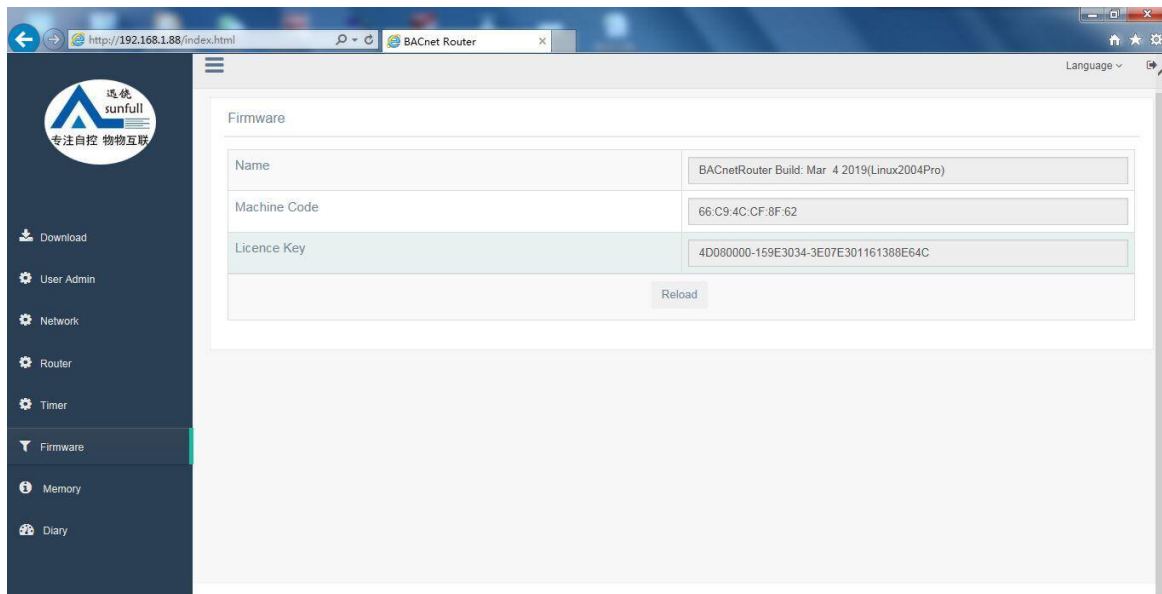 http://192.168.1.88/index.html
BACnet Router
Language
迅饶
sunfull
专注自控 物物互联
Download
User Admin
Network
Router
Timer
Firmware
Memory
Diary
Firmware
Name
BACnetRouter Build: Mar 4 2019(Linux2004Pro)
Machine Code
66:C9:4C:CF:8F:62
Licence Key
4D080000-159E3034-3E07E301161388E64C
Reload